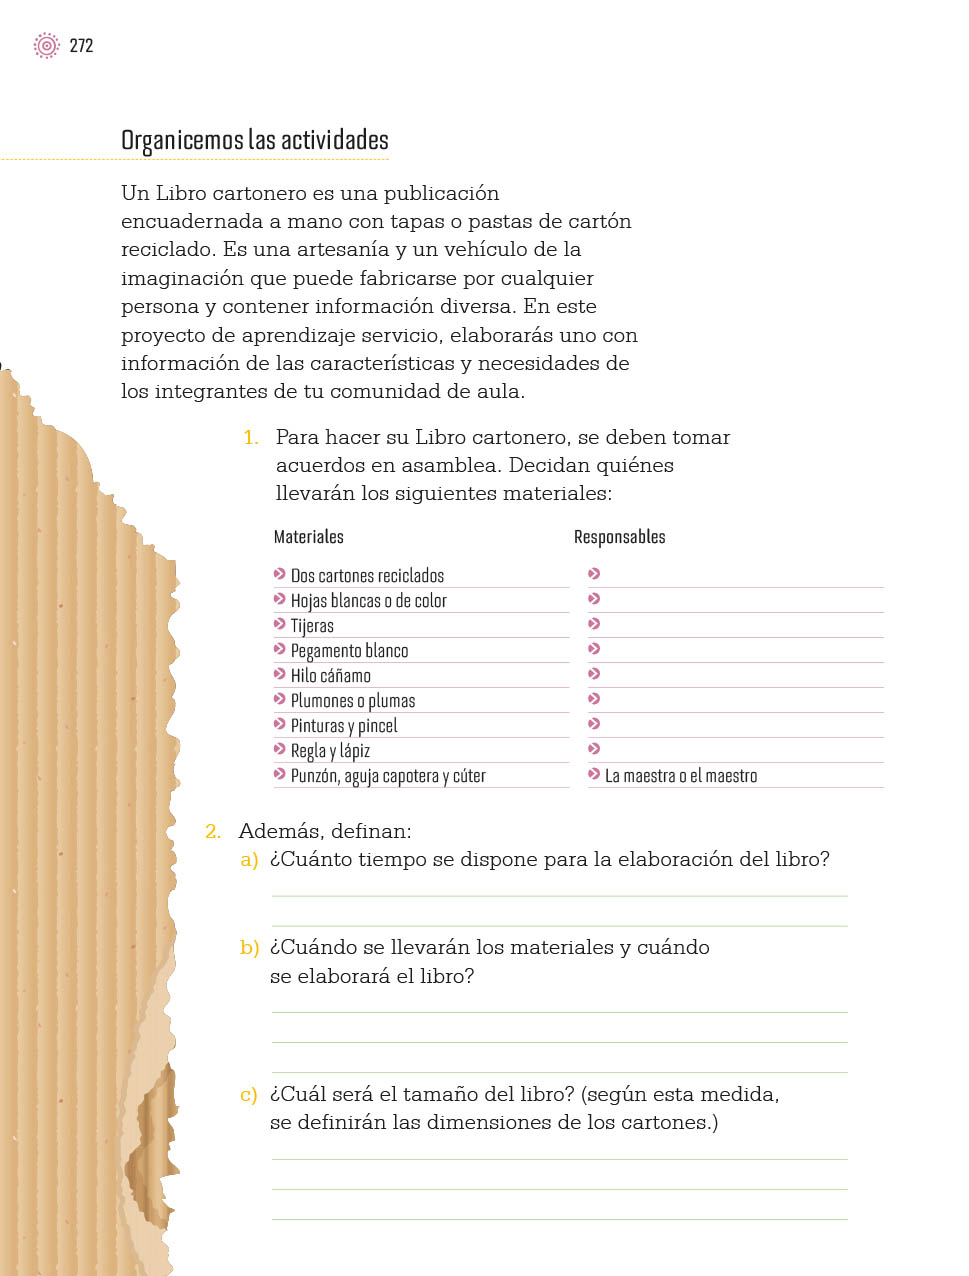 272
Organicemos las actividades
Un Libro cartonero es una publicación
encuadernada a mano con tapas o pastas de cartón
reciclado. Es una artesanía y un vehículo de la
imaginación que puede fabricarse por cualquier
persona y contener información diversa. En este
proyecto de aprendizaje servicio, elaborarás uno con
información de las características y necesidades de
los integrantes de tu comunidad de aula.
1. Para hacer su Libro cartonero, se deben tomar
acuerdos en asamblea. Decidan quiénes
llevarán los siguientes materiales:
Materiales Responsables
Dos cartones reciclados
Hojas blancas o de color
Tijeras
Pegamento blanco
Hilo cáñamo
Plumones o plumas
Pinturas y pincel
Regla y lápiz
Punzón, aguja capotera y cúter La maestra o el maestro
2. Además, definan:
a) ¿Cuánto tiempo se dispone para la elaboración del libro?
b) ¿Cuándo se llevarán los materiales y cuándo
se elaborará el libro?
c) ¿Cuál será el tamaño del libro? (según esta medida,
se definirán las dimensiones de los cartones.)